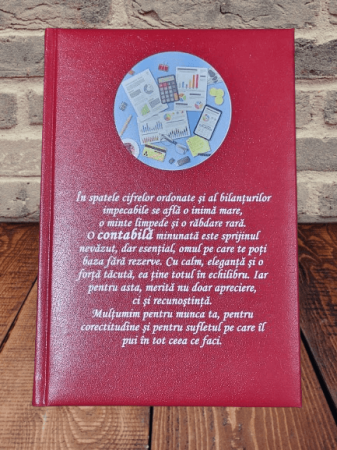 În spatele cifrelor ordonate și al bilanțurilor
impecabile se află o inimă mare,
o minte limpede și o răbdare rară.
O contabilă minunată este sprijinul
nevăzut, dar esențial, omul pe care te poți
baza fără rezerve. Cu calm, eleganță și o
forță tăcută, ea ține totul în echilibru. Iar
pentru asta, merită nu doar apreciere,
ci și recunoștință.
Mulțumim pentru munca ta, pentru
corectitudine și pentru sufletul pe care îl
pui în tot ceea ce faci.